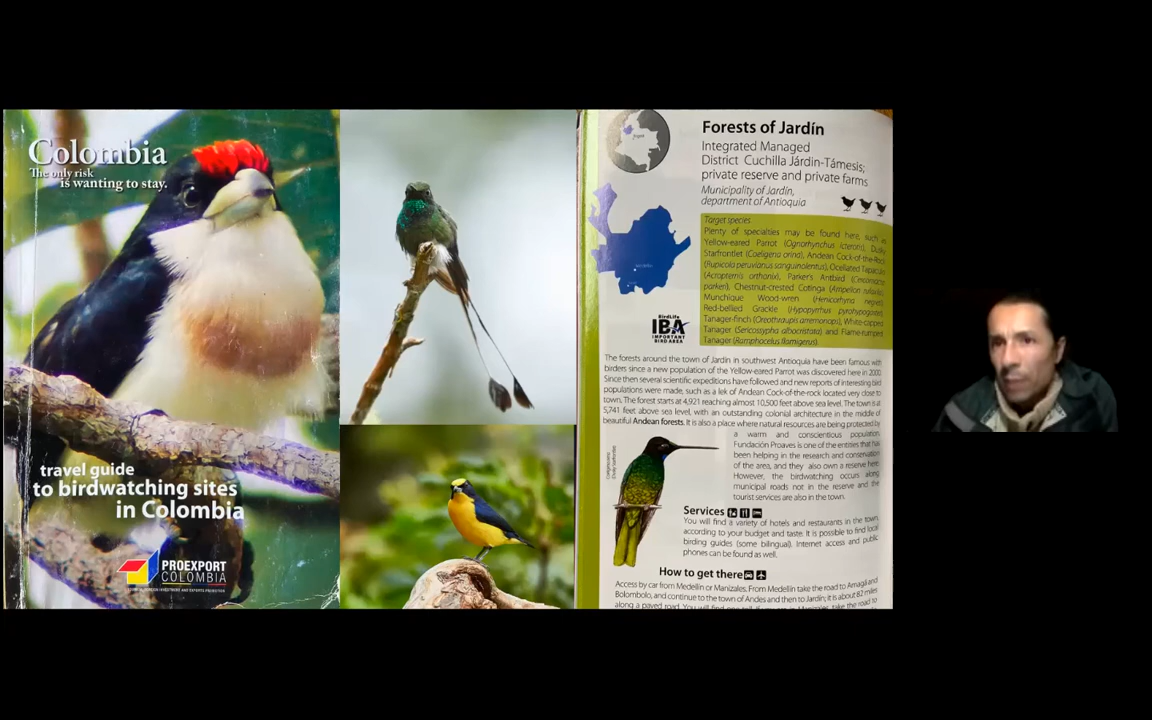 Colombia
The only risk
is wanting to stay.
travel guide
to birdwatching sites
in Colombia
PROEXPORT
COLOMBIA
Forests of Jardín
Integrated Managed
District Cuchilla Járdin-Támesis;
private reserve and private farms
Municipality of Jardín,
department of Antioquia
Target species
Plenty of specialties may be found here, such as
Yellow-eared Parrot (Ognorhynchus icterotis), Dusky
Starfrontlet (Coeligena orina), Andean Cock-of-the-Rock
(Rupicola peruvianus sanguinolentus), Ocellated Tapaculo
(Acropternis orthonix), Parker's Antbird (Cercomacra
parkeri), Chestnut-crested Cotinga (Ampelion rufaxilla),
Munchique Wood-wren (Henicorhina negreti),
Red-bellied Grackle (Hypopyrrhus pyrohypogaster),
Tanager-finch (Oreothraupis arremonops), White-capped
Tanager (Sericossypha albocristata) and Flame-rumped
Tanager (Ramphocelus flamigerus).
BirdLife
IBA
IMPORTANT
BIRD AREA
The forests around the town of Jardin in southwest Antioquia have been famous with
birders since a new population of the Yellow-eared Parrot was discovered here in 2000.
Since then several scientific expeditions have followed and new reports of interesting bird
populations were made, such as a lek of Andean Cock-of-the-rock located very close to
town. The forest starts at 4,921 reaching almost 10,500 feet above sea level. The town is at
5,741 feet above sea level, with an outstanding colonial architecture in the middle of
beautiful Andean forests. It is also a place where natural resources are being protected by
a warm and conscientious population.
Fundación Proaves is one of the entities that has
been helping in the research and conservation
of the area, and they also own a reserve here.
However, the birdwatching occurs along
municipal roads not in the reserve and the
tourist services are also in the town.
Services
You will find a variety of hotels and restaurants in the town,
according to your budget and taste. It is possible to find local
birding guides (some bilingual). Internet access and public
phones can be found as well.
How to get there
Access by car from Medellín or Manizales. From Medellín take the road to Amagá and
Bolombolo, and continue to the town of Andes and then to Jardín; it is about 82 miles
along a paved road. You will find